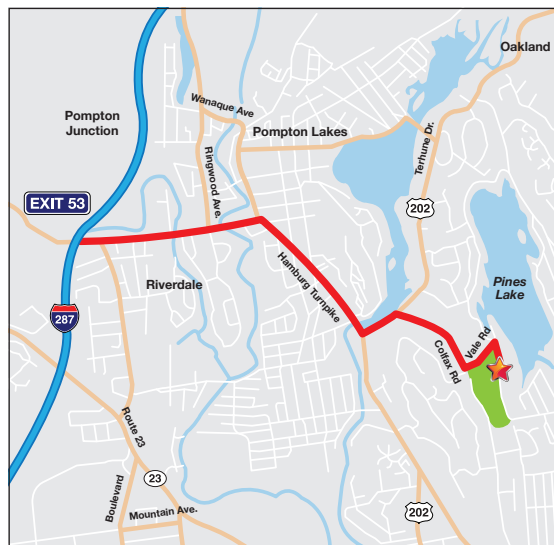 Oakland
Wanaque Ave
Pompton
Junction
Pompton Lakes
Terhune Dr.
Ringwood Ave.
EXIT 53
202
Hamburg Turnpike
Riverdale
Pines
Lake
287
Vale Rd
Colfax Rd
Route 23
23
Boulevard
Mountain Ave.
202